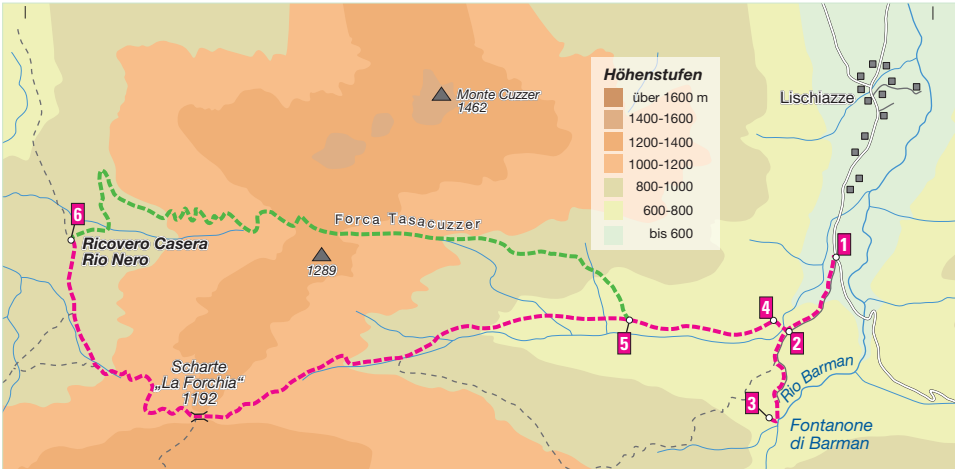 Höhenstufen
über 1600 m
1400-1600
1200-1400
1000-1200
800-1000
600-800
bis 600
Monte Cuzzer
1462
Lischiazze
Forca Tasacuzzer
6
Ricovero Casera
Rio Nero
1289
1
4
2
5
Scharte
„La Forchia“
1192
3
Rio Barman
Fontanone
di Barman